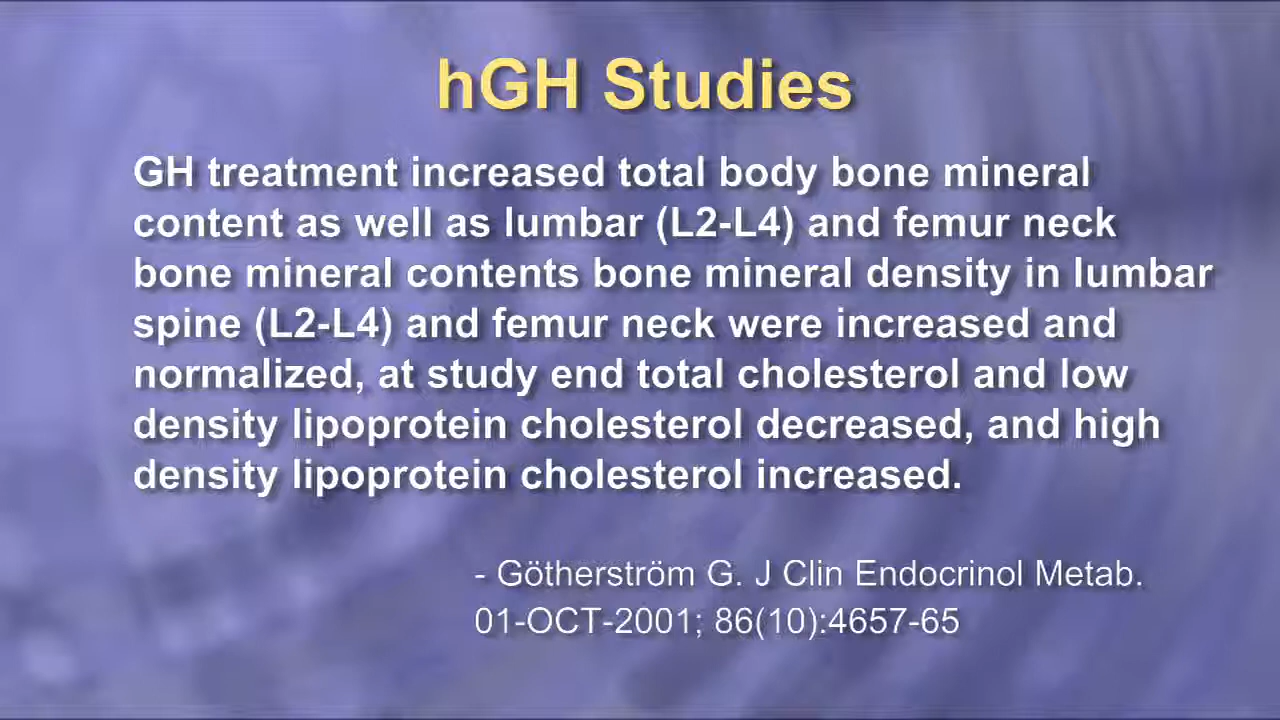 hGH Studies
GH treatment increased total body bone mineral
content as well as lumbar (L2-L4) and femur neck
bone mineral contents bone mineral density in lumbar
spine (L2-L4) and femur neck were increased and
normalized, at study end total cholesterol and low
density lipoprotein cholesterol decreased, and high
density lipoprotein cholesterol increased.
- Götherström G. J Clin Endocrinol Metab.
01-OCT-2001; 86(10):4657-65